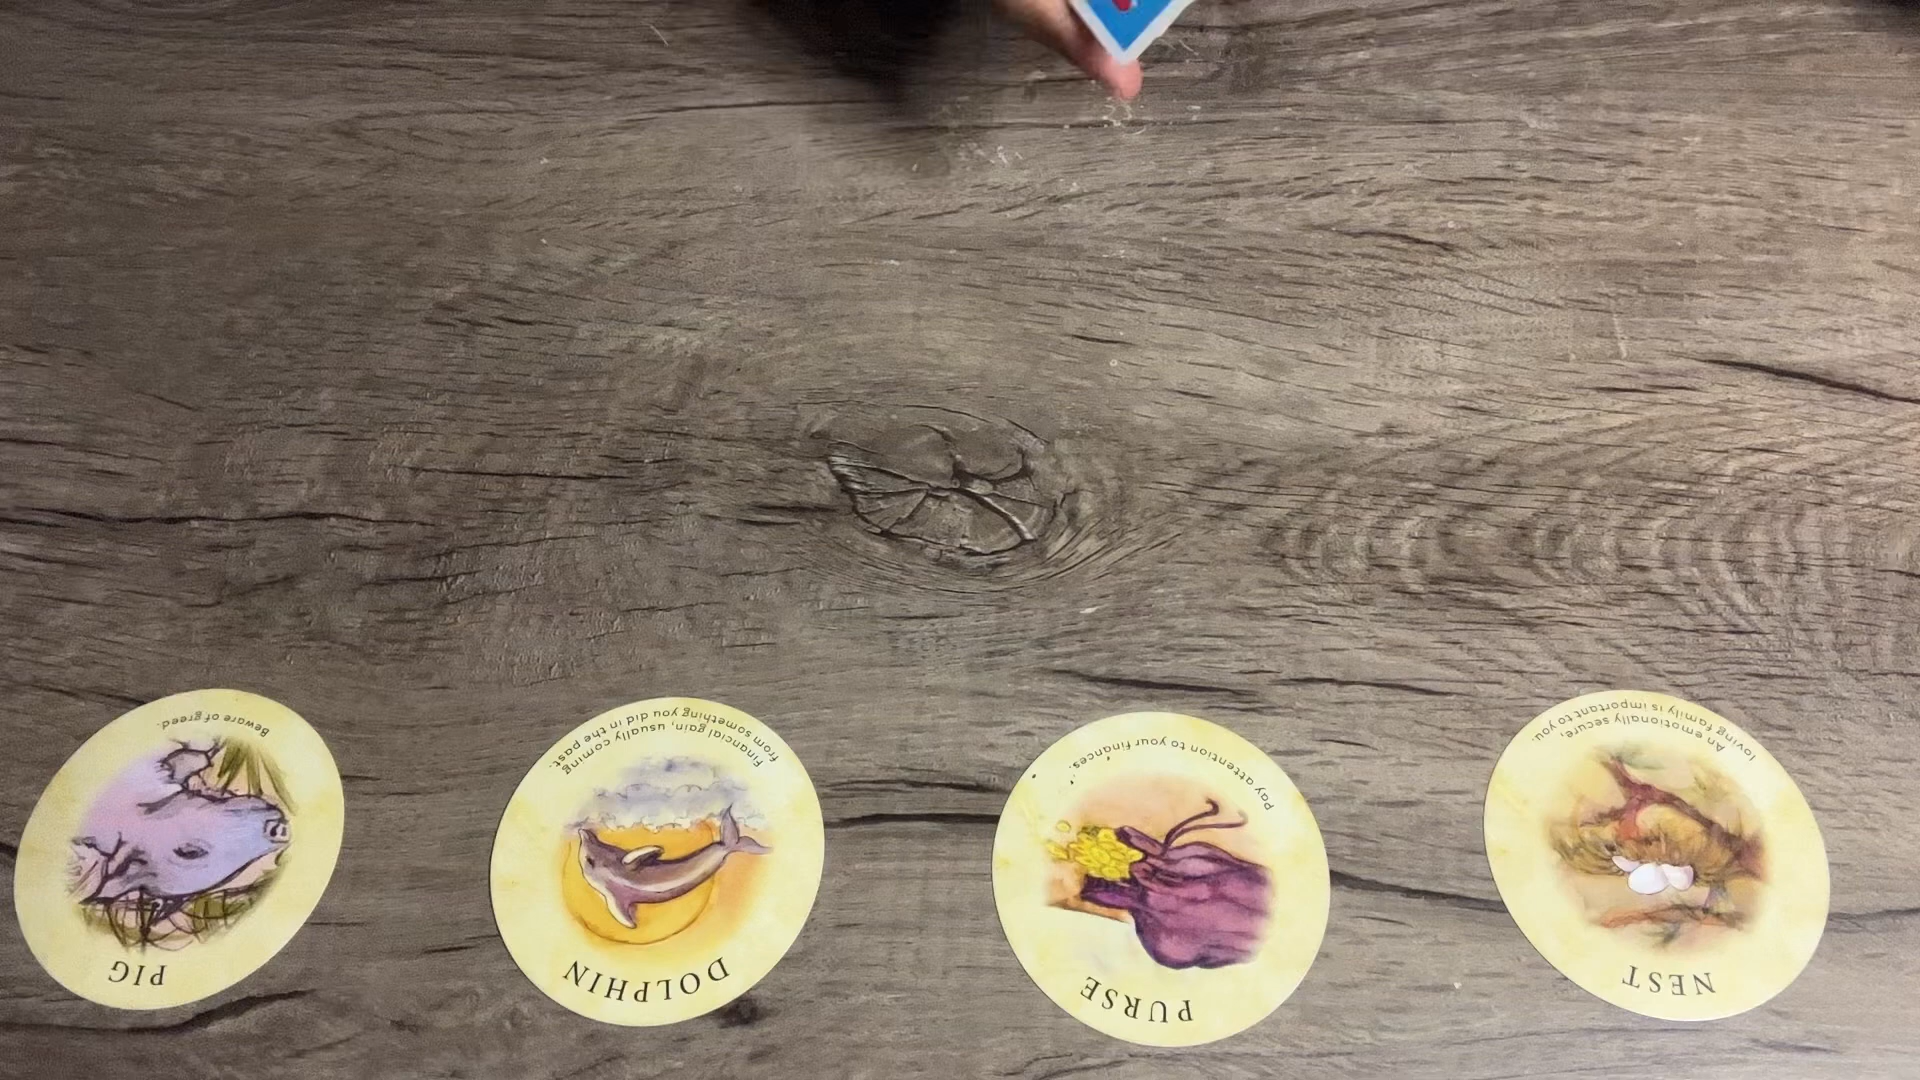 PIG
Beware of greed.
DOLPHIN
Financial gain, usually coming
from something you did in the past.
PURSE
Pay attention to your finances.
NEST
An emotionally secure,
loving family is important to you.